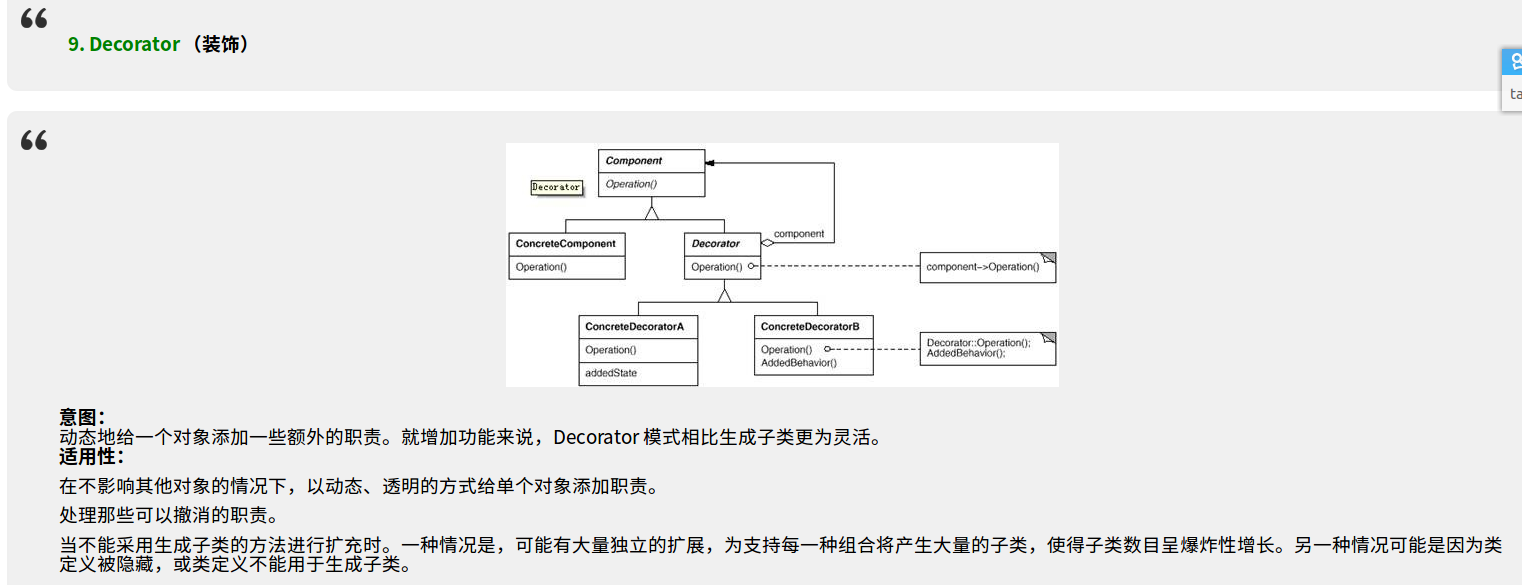 9. Decorator（装饰）
ta
Component
Operation()
Decorator
component
ConcreteComponent
Operation()
Decorator
Operation()
component->Operation()
ConcreteDecoratorA
Operation()
addedState
ConcreteDecoratorB
Operation()
AddedBehavior()
Decorator::Operation();
AddedBehavior();
意图：
动态地给一个对象添加一些额外的职责。就增加功能来说，Decorator 模式相比生成子类更为灵活。
适用性：
在不影响其他对象的情况下，以动态、透明的方式给单个对象添加职责。
处理那些可以撤消的职责。
当不能采用生成子类的方法进行扩充时。一种情况是，可能有大量独立的扩展，为支持每一种组合将产生大量的子类，使得子类数目呈爆炸性增长。另一种情况可能是因为类
定义被隐藏，或类定义不能用于生成子类。